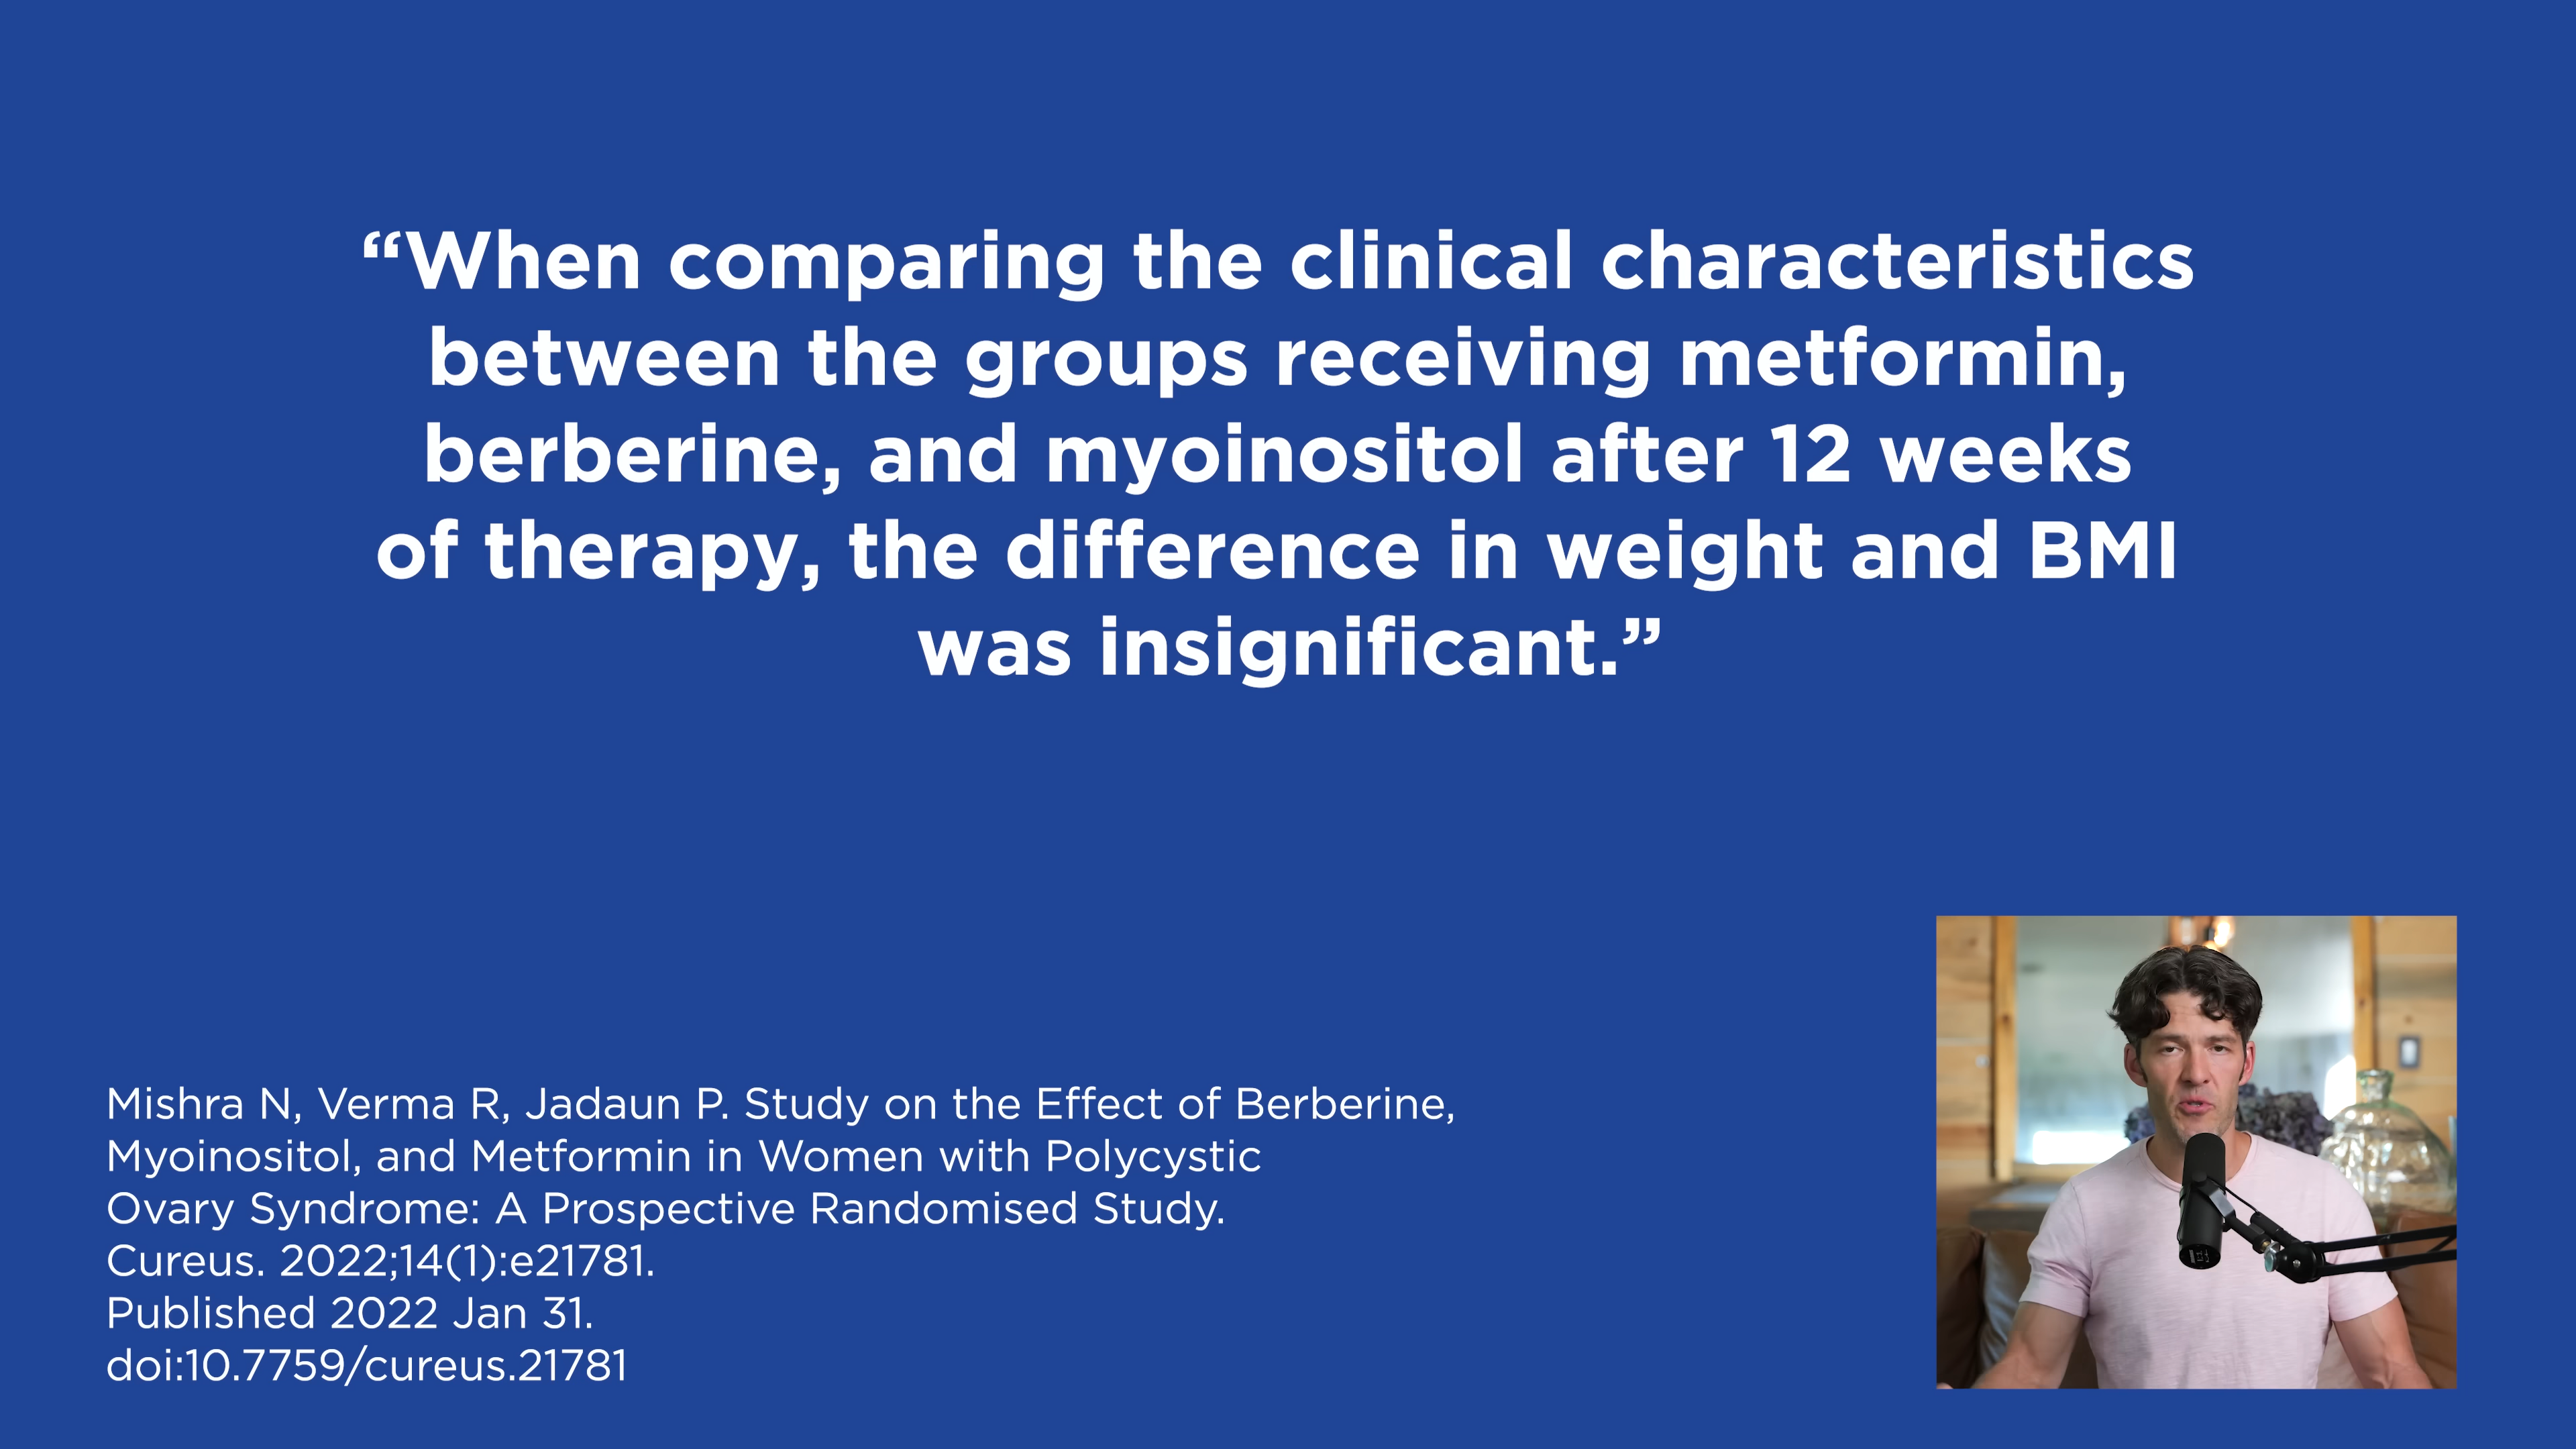 “When comparing the clinical characteristics
between the groups receiving metformin,
berberine, and myoinositol after 12 weeks
of therapy, the difference in weight and BMI
was insignificant.”
Mishra N, Verma R, Jadaun P. Study on the Effect of Berberine,
Myoinositol, and Metformin in Women with Polycystic
Ovary Syndrome: A Prospective Randomised Study.
Cureus. 2022;14(1):e21781.
Published 2022 Jan 31.
doi:10.7759/cureus.21781